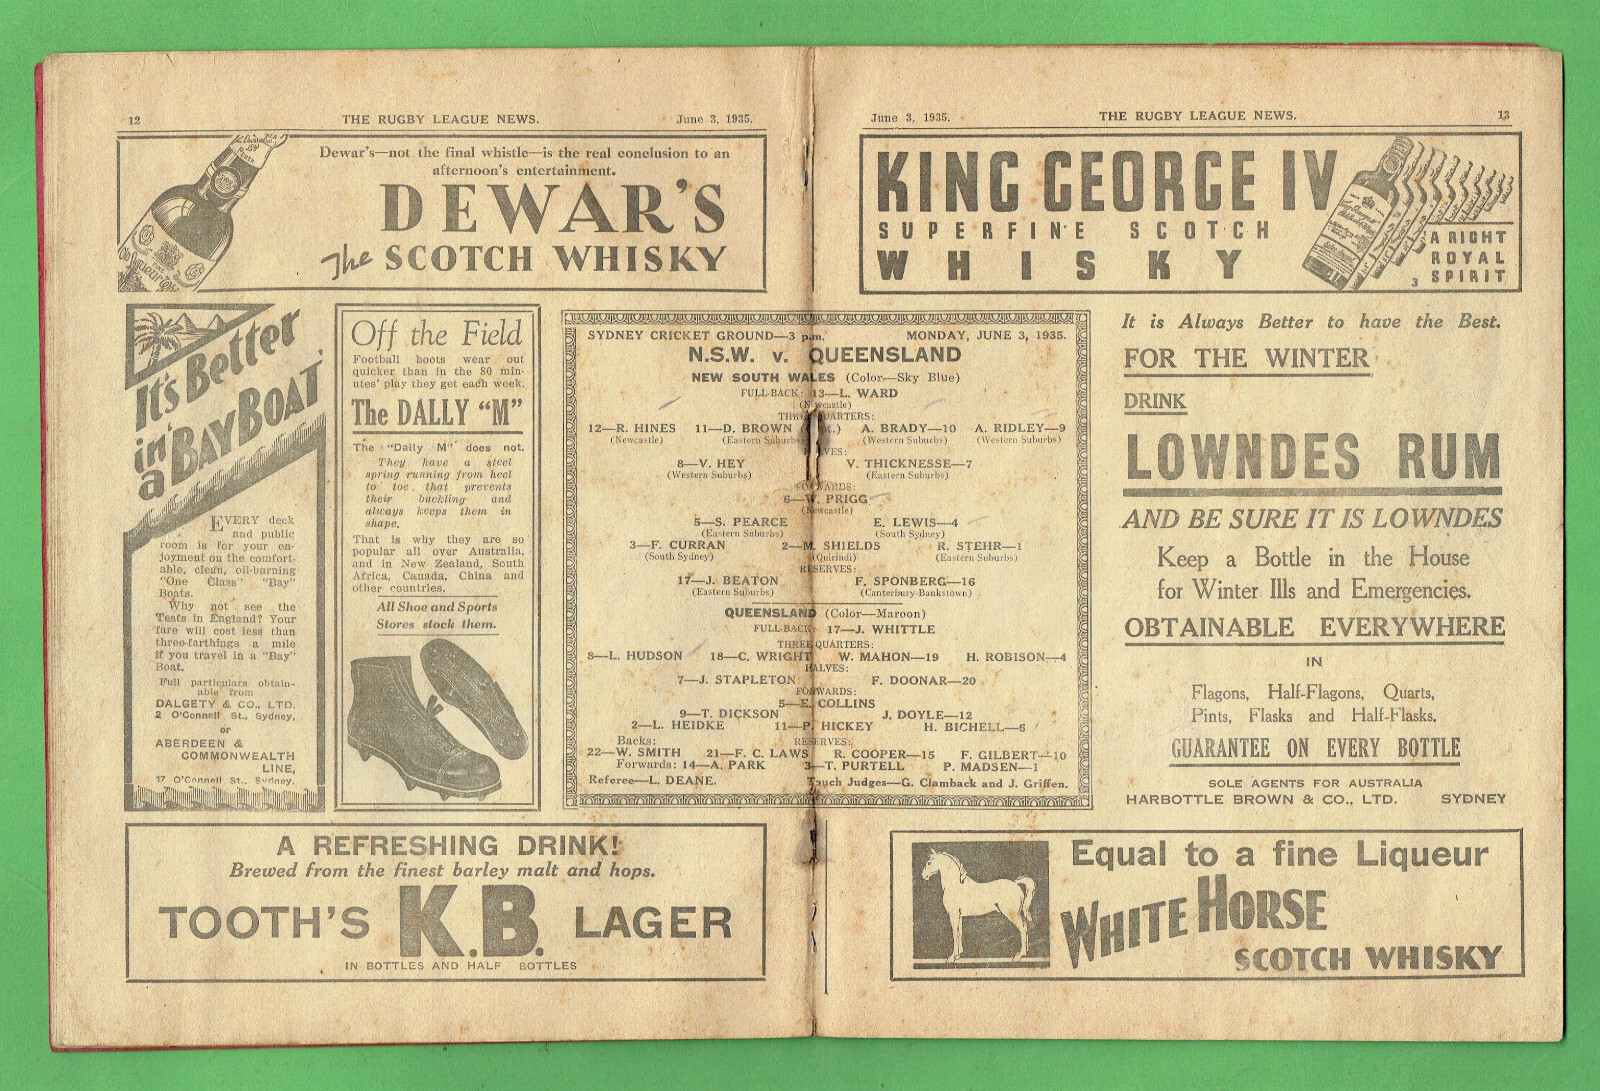 12
THE RUGBY LEAGUE NEWS.
June 3, 1935.
Dewar's—not the final whistle—is the real conclusion to an
afternoon's entertainment.
DEWAR'S
The SCOTCH WHISKY
It's Better
in a BAY BOAT
EVERY deck
and public
room is for your en-
joyment on the comfort-
able, clean, oil-burning
"One Class" "Bay"
Boats.
Why not see the
Tests in England? Your
fare will cost less than
three-farthings a mile
if you travel in a "Bay"
Boat.
Full particulars obtain-
able from
DALGETY & CO., LTD.
2 O'Connell St., Sydney,
or
ABERDEEN &
COMMONWEALTH
LINE,
17 O'Connell St., Sydney.
Off the Field
Football boots wear out
quicker than in the 80 min-
utes' play they get each week.
The DALLY "M"
The "Dally M" does not.
They have a steel
spring running from heel
to toe that prevents
their buckling and
always keeps them in
shape.
That is why they are so
popular all over Australia,
and in New Zealand, South
Africa, Canada, China and
other countries.
All Shoe and Sports
Stores stock them.
SYDNEY CRICKET GROUND—3 p.m. MONDAY, JUNE 3, 1935.
N.S.W. v. QUEENSLAND
NEW SOUTH WALES (Color—Sky Blue)
FULL-BACK: 13—L. WARD
(Newcastle)
THREE-QUARTERS:
12—R. HINES 11—D. BROWN A. BRADY—10 A. RIDLEY—9
(Newcastle) (Eastern Suburbs) (Western Suburbs) (Western Suburbs)
HALVES:
8—V. HEY V. THICKNESSE—7
(Western Suburbs) (Eastern Suburbs)
FORWARDS:
6—W. PRIGG
(Newcastle)
5—S. PEARCE E. LEWIS—4
(Eastern Suburbs) (South Sydney)
3—F. CURRAN 2—M. SHIELDS R. STEHR—1
(South Sydney) (Quirindi) (Eastern Suburbs)
RESERVES:
17—J. BEATON F. SPONBERG—16
(Eastern Suburbs) (Canterbury-Bankstown)
QUEENSLAND (Color—Maroon)
FULL-BACK: 17—J. WHITTLE
THREE-QUARTERS:
8—L. HUDSON 18—C. WRIGHT W. MAHON—19 H. ROBISON—4
HALVES:
7—J. STAPLETON F. DOONAR—20
FORWARDS:
5—E. COLLINS
9—T. DICKSON J. DOYLE—12
2—L. HEIDKE 11—P. HICKEY H. BICHELL—6
Backs: RESERVES:
22—W. SMITH 21—F. C. LAWS R. COOPER—15 F. GILBERT—10
Forwards: 14—A. PARK 3—T. PURTELL P. MADSEN—1
Referee—L. DEANE. Touch Judges—G. Clamback and J. Griffen.
A REFRESHING DRINK!
Brewed from the finest barley malt and hops.
TOOTH'S K.B. LAGER
IN BOTTLES AND HALF BOTTLES
June 3, 1935.
THE RUGBY LEAGUE NEWS.
13
KING GEORGE IV
SUPERFINE SCOTCH
WHISKY
A RIGHT
ROYAL
SPIRIT
3
It is Always Better to have the Best.
FOR THE WINTER
DRINK
LOWNDES RUM
AND BE SURE IT IS LOWNDES
Keep a Bottle in the House
for Winter Ills and Emergencies.
OBTAINABLE EVERYWHERE
IN
Flagons, Half-Flagons, Quarts,
Pints, Flasks and Half-Flasks.
GUARANTEE ON EVERY BOTTLE
SOLE AGENTS FOR AUSTRALIA
HARBOTTLE BROWN & CO., LTD. SYDNEY
Equal to a fine Liqueur
WHITE HORSE
SCOTCH WHISKY